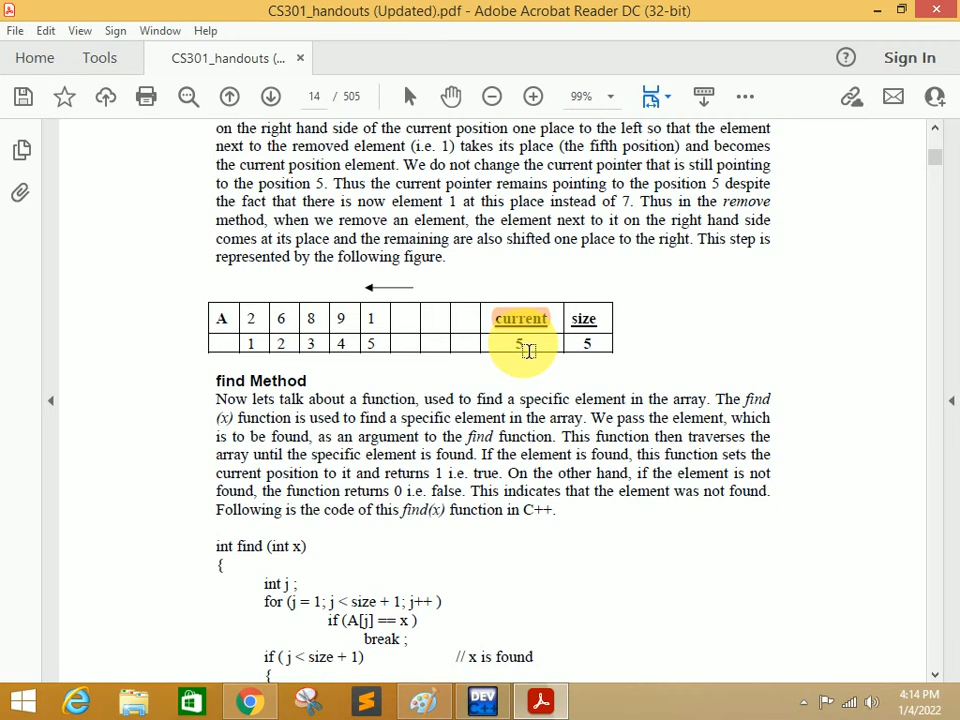 CS301_handouts (Updated).pdf - Adobe Acrobat Reader DC (32-bit)
File Edit View Sign Window Help
Home Tools CS301_handouts (... × ? Sign In
14 / 505 99%
on the right hand side of the current position one place to the left so that the element
next to the removed element (i.e. 1) takes its place (the fifth position) and becomes
the current position element. We do not change the current pointer that is still pointing
to the position 5. Thus the current pointer remains pointing to the position 5 despite
the fact that there is now element 1 at this place instead of 7. Thus in the remove
method, when we remove an element, the element next to it on the right hand side
comes at its place and the remaining are also shifted one place to the right. This step is
represented by the following figure.
A 2 6 8 9 1 current size
1 2 3 4 5 5 5
find Method
Now lets talk about a function, used to find a specific element in the array. The find
(x) function is used to find a specific element in the array. We pass the element, which
is to be found, as an argument to the find function. This function then traverses the
array until the specific element is found. If the element is found, this function sets the
current position to it and returns 1 i.e. true. On the other hand, if the element is not
found, the function returns 0 i.e. false. This indicates that the element was not found.
Following is the code of this find(x) function in C++.
int find (int x)
{
int j ;
for (j = 1; j < size + 1; j++ )
if (A[j] == x )
break ;
if ( j < size + 1) // x is found
{
DEV
4:14 PM
1/4/2022